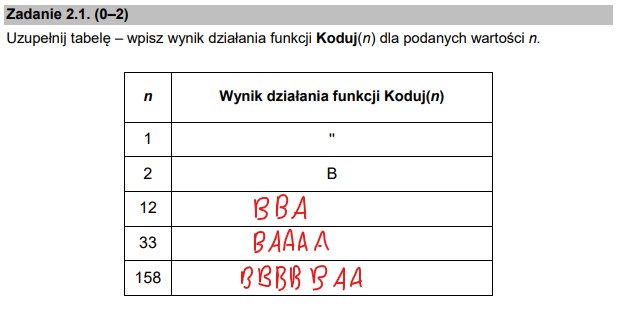 Zadanie 2.1. (0–2)
Uzupełnij tabelę – wpisz wynik działania funkcji Koduj(n) dla podanych wartości n.
n Wynik działania funkcji Koduj(n)
1 "
2 B
12 BBA
33 BAAAA
158 BBBBBAA